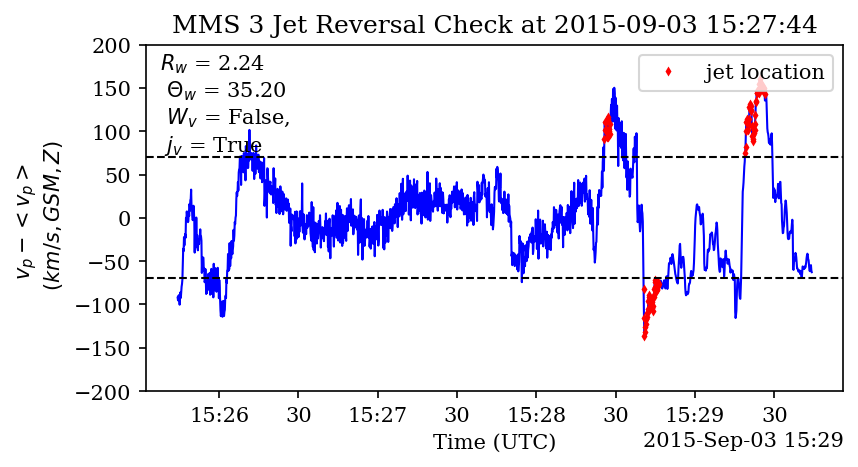 MMS 3 Jet Reversal Check at 2015-09-03 15:27:44
R_w = 2.24
Θ_w = 35.20
W_v = False,
j_v = True
jet location
v_p − < v_p >
(km/s, GSM, Z)
200
150
100
50
0
−50
−100
−150
−200
15:26 30 15:27 30 15:28 30 15:29 30
Time (UTC)
2015-Sep-03 15:29